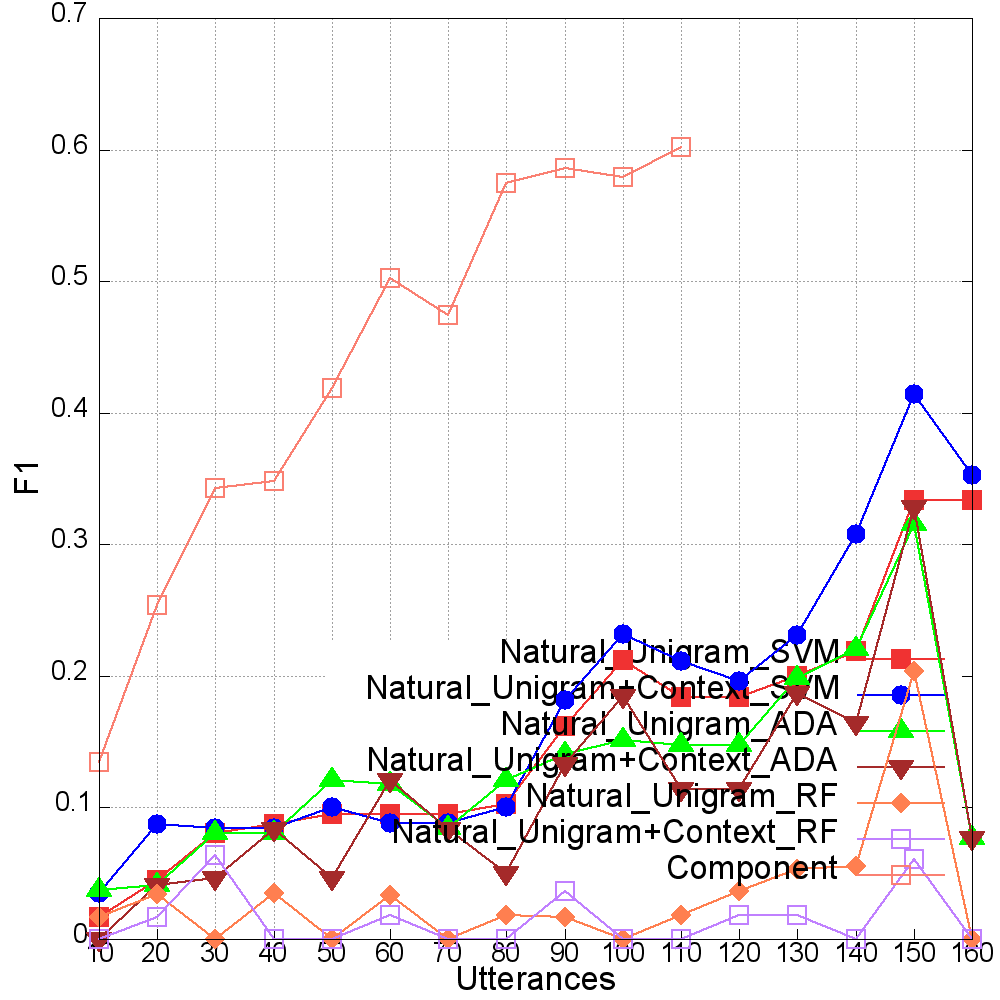 0.7
0.6
0.5
0.4
0.3
0.2
0.1
0
F1
Natural_Unigram_SVM
Natural_Unigram+Context_SVM
Natural_Unigram_ADA
Natural_Unigram+Context_ADA
Natural_Unigram_RF
Natural_Unigram+Context_RF
Component
10 20 30 40 50 60 70 80 90 100 110 120 130 140 150 160
Utterances